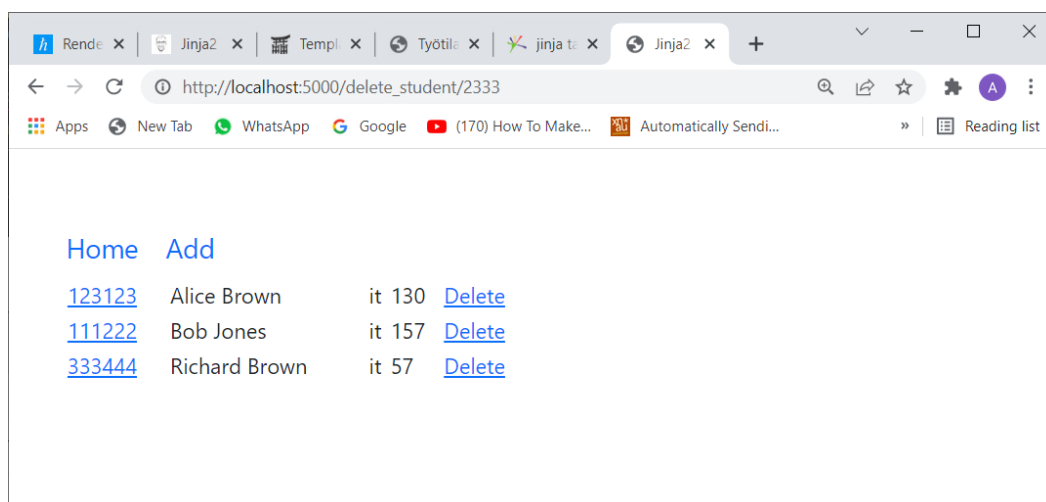 h Rende Jinja2 Templ Työtila jinja ta Jinja2
http://localhost:5000/delete_student/2333 A
Apps New Tab WhatsApp G Google (170) How To Make... Automatically Sendi... » Reading list
Home Add
123123 Alice Brown it 130 Delete
111222 Bob Jones it 157 Delete
333444 Richard Brown it 57 Delete